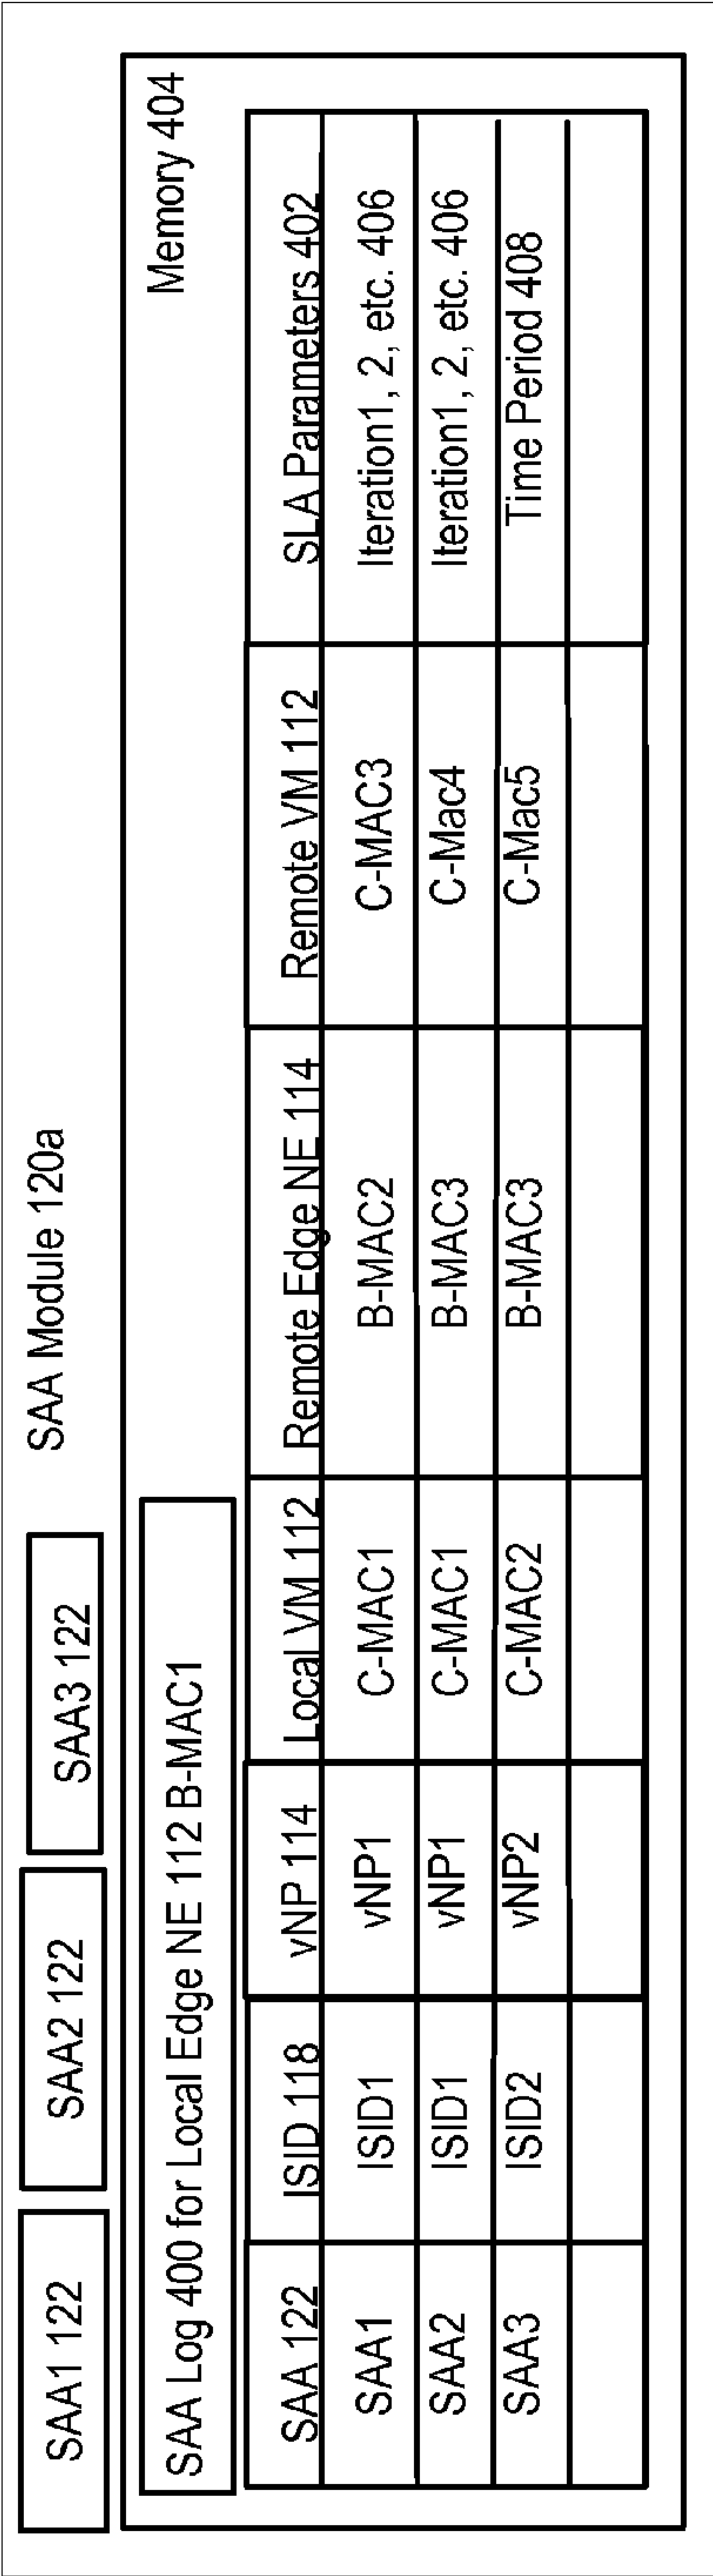 SAA1 122 SAA2 122 SAA3 122 SAA Module 120a
Memory 404
SAA Log 400 for Local Edge NE 112 B-MAC1
SAA 122 ISID 118 vNP 114 Local VM 112 Remote Edge NE 114 Remote VM 112 SLA Parameters 402
SAA1 ISID1 vNP1 C-MAC1 B-MAC2 C-MAC3 Iteration1, 2, etc. 406
SAA2 ISID1 vNP1 C-MAC1 B-MAC3 C-Mac4 Iteration1, 2, etc. 406
SAA3 ISID2 vNP2 C-MAC2 B-MAC3 C-Mac5 Time Period 408